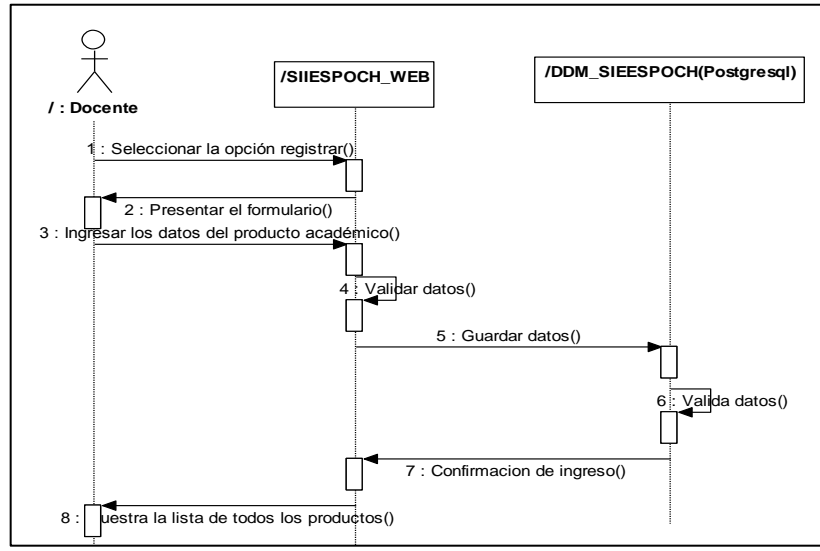 / : Docente
/SIIESPOCH_WEB
/DDM_SIEESPOCH(Postgresql)
1 : Seleccionar la opción registrar()
2 : Presentar el formulario()
3 : Ingresar los datos del producto académico()
4 : Validar datos()
5 : Guardar datos()
6 : Valida datos()
7 : Confirmacion de ingreso()
8 : uestra la lista de todos los productos()